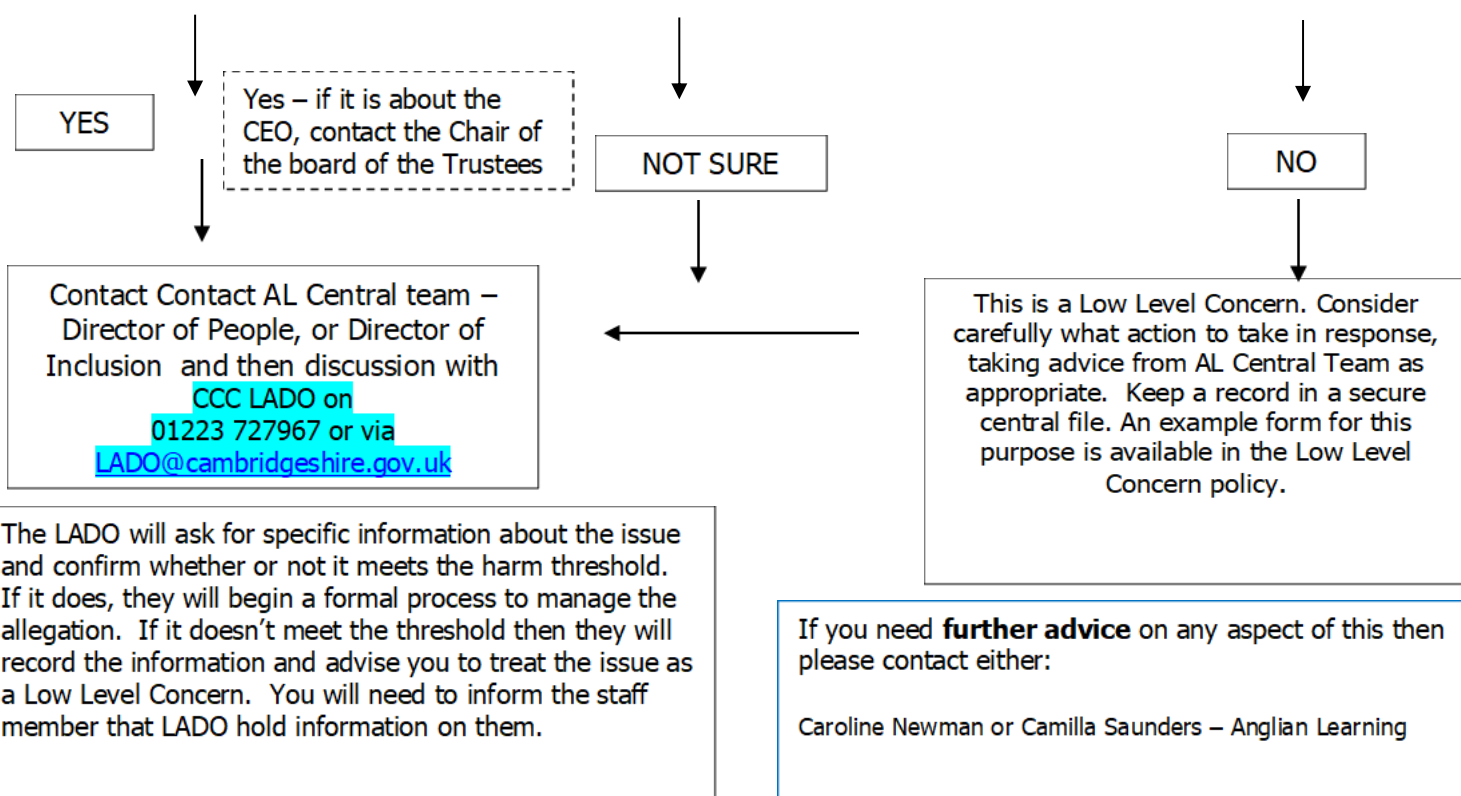 YES
Yes – if it is about the
CEO, contact the Chair of
the board of the Trustees
NOT SURE
NO
Contact Contact AL Central team –
Director of People, or Director of
Inclusion and then discussion with
CCC LADO on
01223 727967 or via
LADO@cambridgeshire.gov.uk
This is a Low Level Concern. Consider
carefully what action to take in response,
taking advice from AL Central Team as
appropriate. Keep a record in a secure
central file. An example form for this
purpose is available in the Low Level
Concern policy.
The LADO will ask for specific information about the issue
and confirm whether or not it meets the harm threshold.
If it does, they will begin a formal process to manage the
allegation. If it doesn’t meet the threshold then they will
record the information and advise you to treat the issue as
a Low Level Concern. You will need to inform the staff
member that LADO hold information on them.
If you need further advice on any aspect of this then
please contact either:
Caroline Newman or Camilla Saunders – Anglian Learning